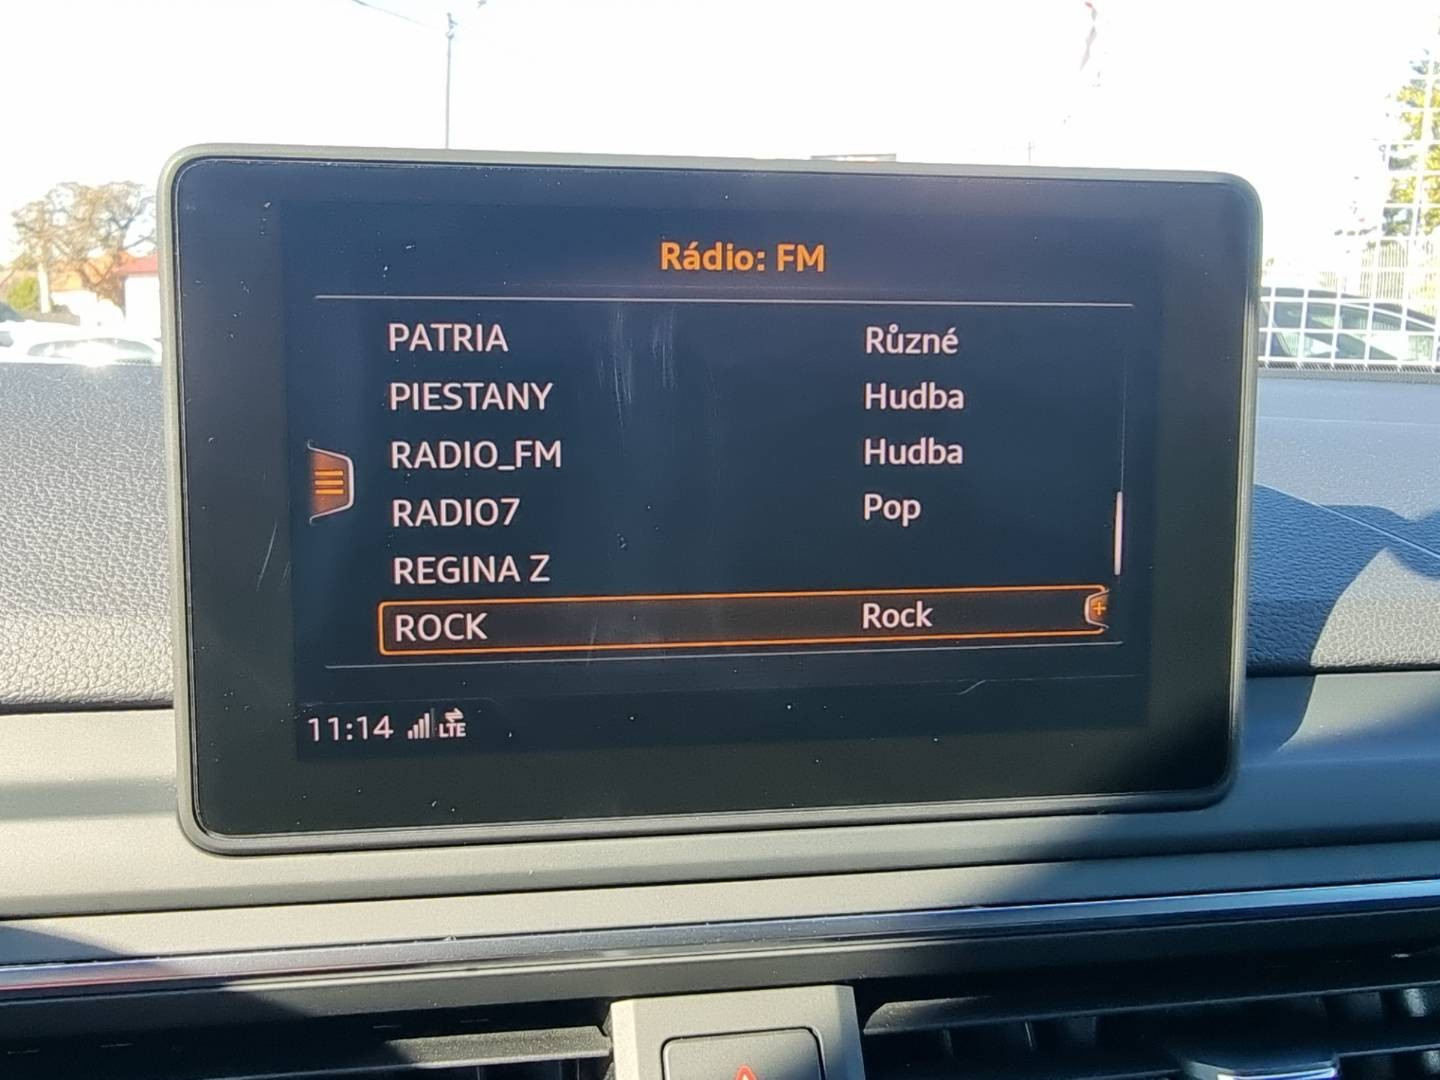 Rádio: FM
PATRIA Různé
PIESTANY Hudba
RADIO_FM Hudba
RADIO7 Pop
REGINA Z
ROCK Rock
11:14 LTE